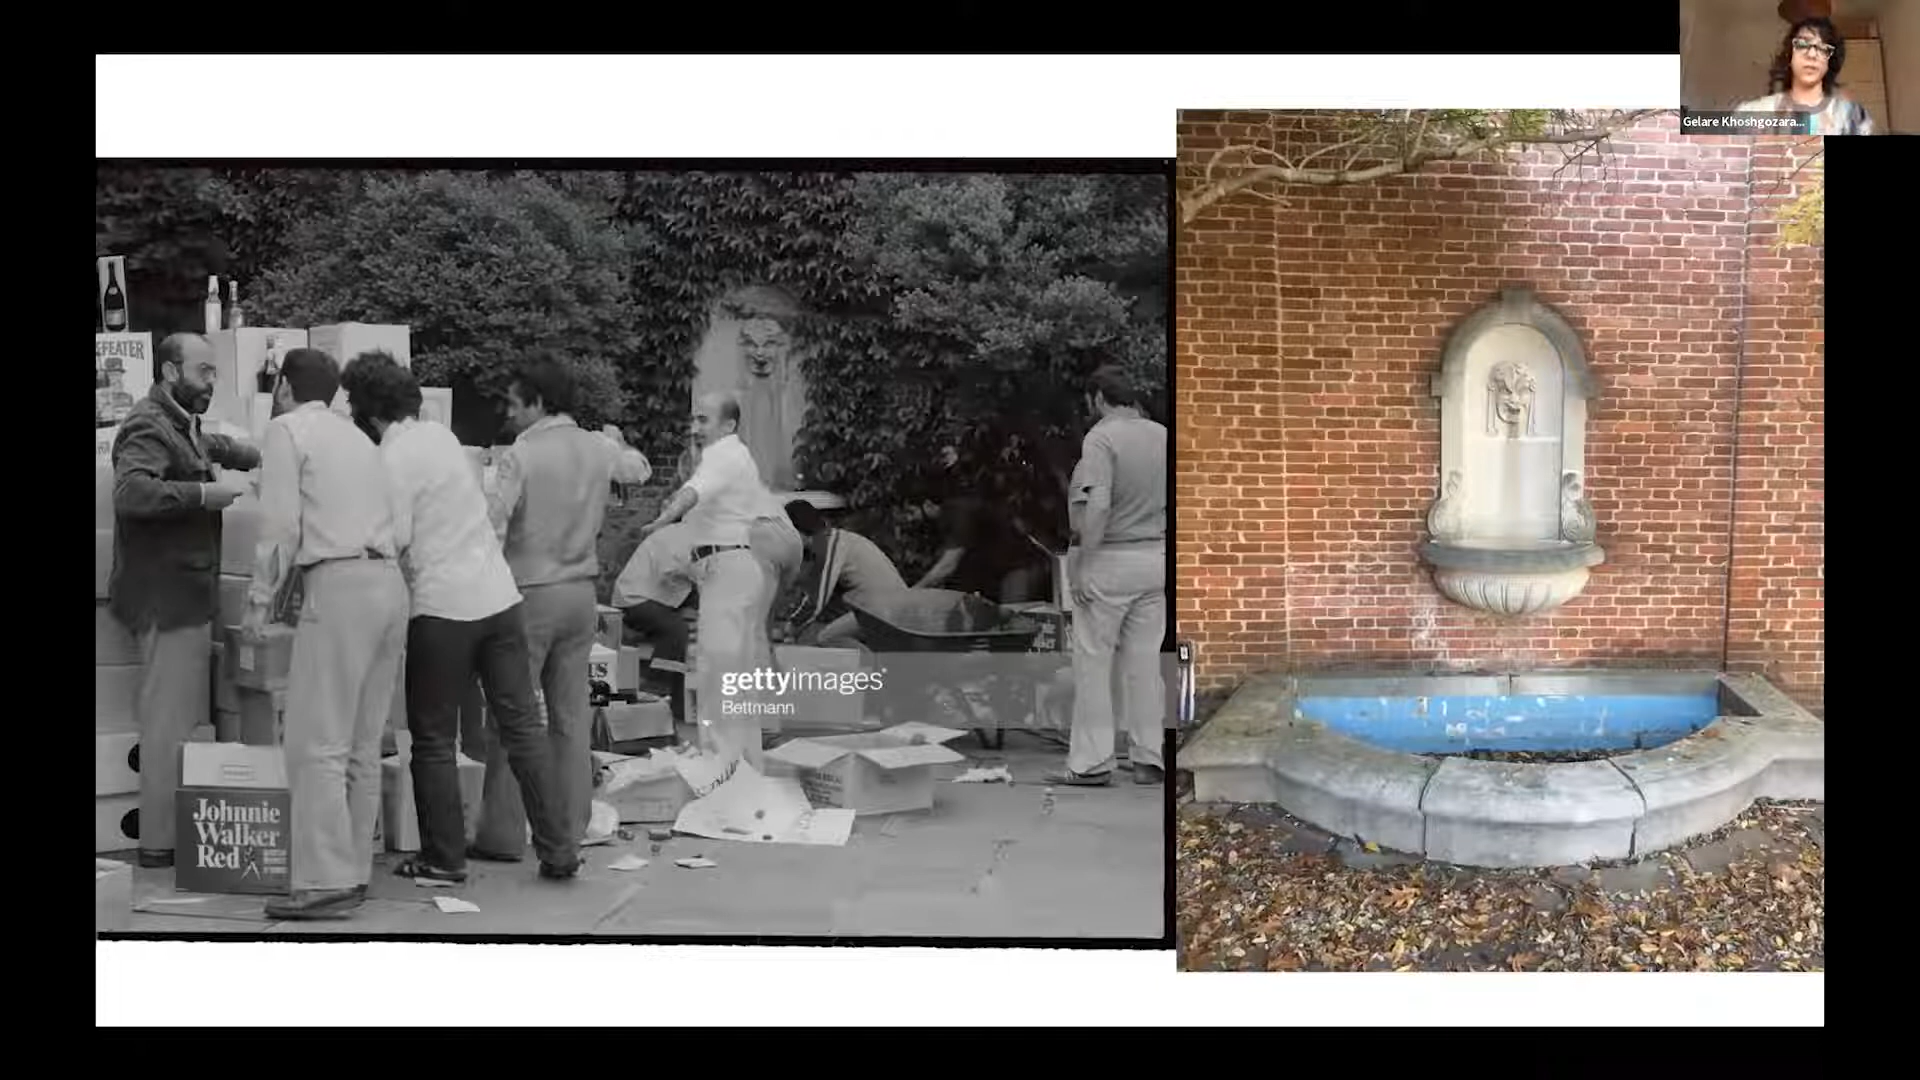 Gelare Khoshgozara...
EFEATER
gettyimages®
Bettmann
Johnnie
Walker
Red